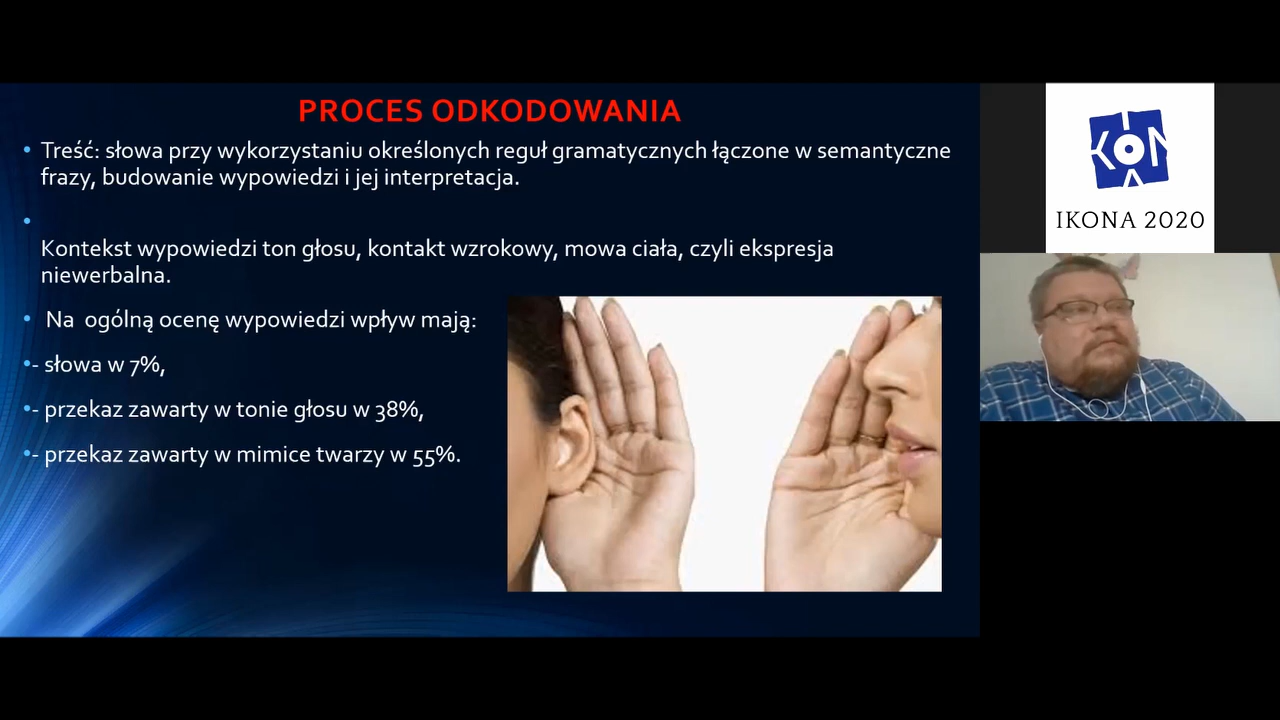 PROCES ODKODOWANIA
• Treść: słowa przy wykorzystaniu określonych reguł gramatycznych łączone w semantyczne
frazy, budowanie wypowiedzi i jej interpretacja.
•
Kontekst wypowiedzi ton głosu, kontakt wzrokowy, mowa ciała, czyli ekspresja
niewerbalna.
• Na ogólną ocenę wypowiedzi wpływ mają:
•- słowa w 7%,
•- przekaz zawarty w tonie głosu w 38%,
•- przekaz zawarty w mimice twarzy w 55%.
IKONA
IKONA 2020